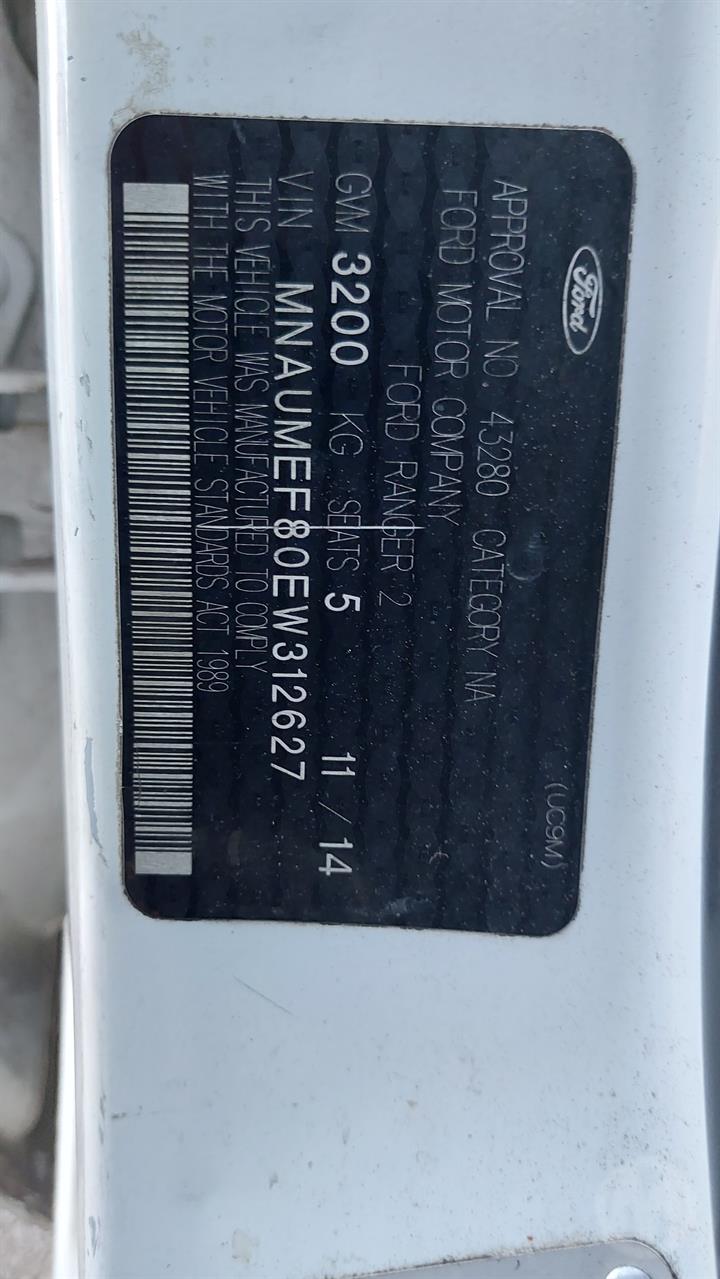 Ford
(UC9M)
APPROVAL NO. 43280 CATEGORY NA
FORD MOTOR COMPANY
FORD RANGER 2
GVM 3200 KG SEATS 5 11 / 14
VIN MNAUMEF80EW312627
THIS VEHICLE WAS MANUFACTURED TO COMPLY
WITH THE MOTOR VEHICLE STANDARDS ACT 1989